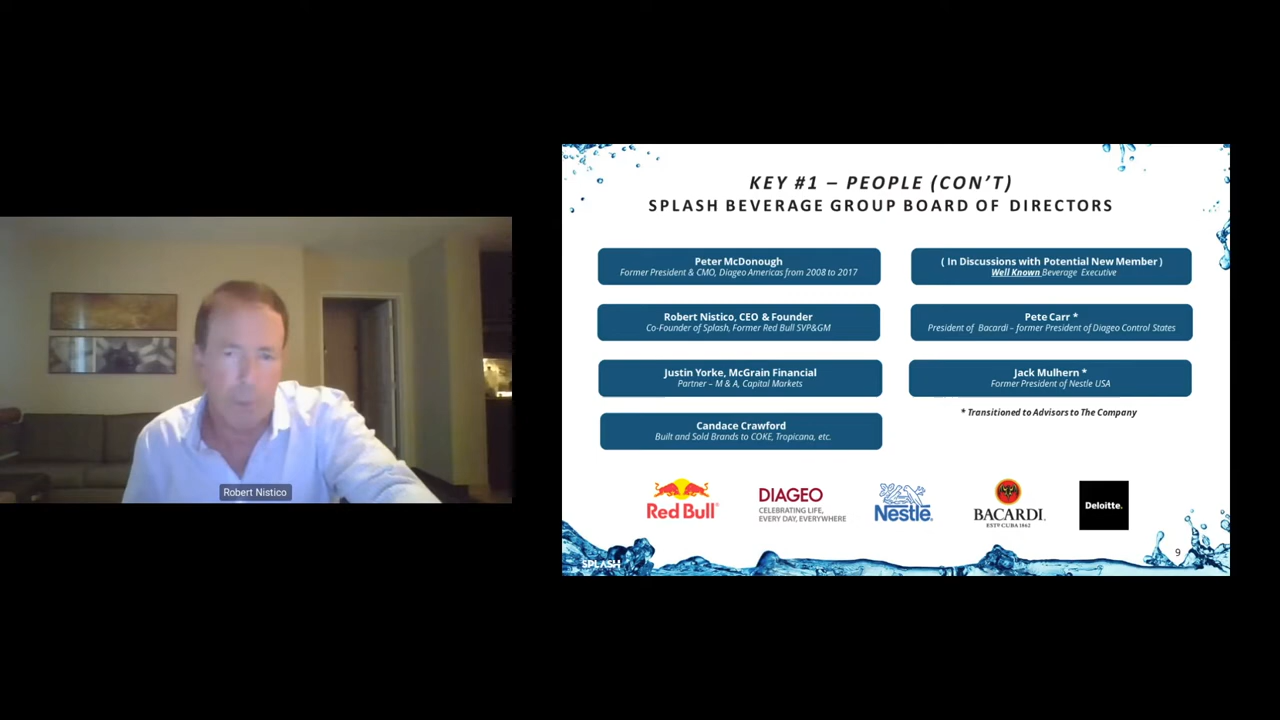 Robert Nistico
KEY #1 – PEOPLE (CON'T)
SPLASH BEVERAGE GROUP BOARD OF DIRECTORS
Peter McDonough
Former President & CMO, Diageo Americas from 2008 to 2017
Robert Nistico, CEO & Founder
Co-Founder of Splash, Former Red Bull SVP&GM
Justin Yorke, McGrain Financial
Partner – M & A, Capital Markets
Candace Crawford
Built and Sold Brands to COKE, Tropicana, etc.
( In Discussions with Potential New Member )
Well Known Beverage Executive
Pete Carr *
President of Bacardi – former President of Diageo Control States
Jack Mulhern *
Former President of Nestle USA
* Transitioned to Advisors to The Company
Red Bull
DIAGEO
CELEBRATING LIFE,
EVERY DAY, EVERYWHERE
Nestlé
BACARDI
ESTD CUBA 1862
Deloitte.
9
SPLASH